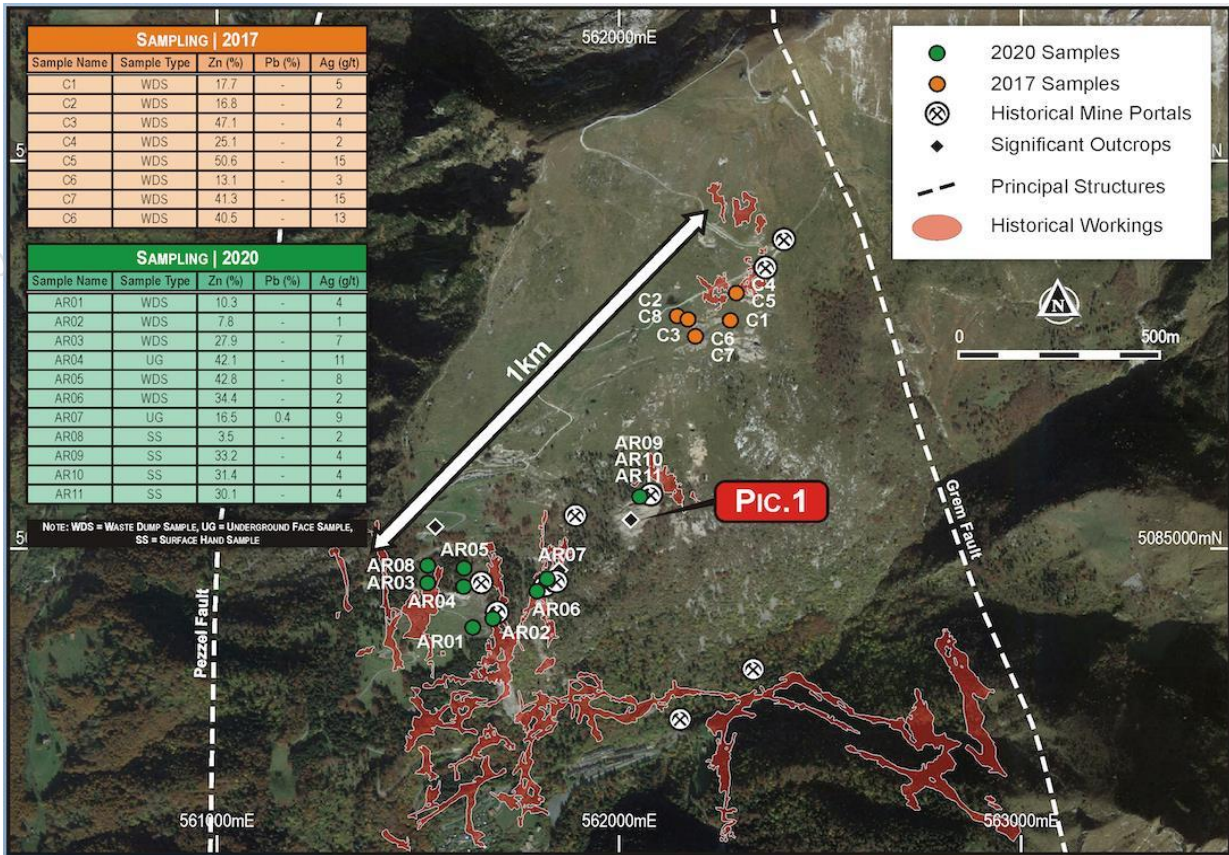 SAMPLING | 2017
Sample Name Sample Type Zn (%) Pb (%) Ag (g/t)
C1 WDS 17.7 - 5
C2 WDS 16.8 - 2
C3 WDS 47.1 - 4
C4 WDS 25.1 - 2
C5 WDS 50.6 - 15
C6 WDS 13.1 - 3
C7 WDS 41.3 - 15
C6 WDS 40.5 - 13
SAMPLING | 2020
Sample Name Sample Type Zn (%) Pb (%) Ag (g/t)
AR01 WDS 10.3 - 4
AR02 WDS 7.8 - 1
AR03 WDS 27.9 - 7
AR04 UG 42.1 - 11
AR05 WDS 42.8 - 8
AR06 WDS 34.4 - 2
AR07 UG 16.5 0.4 9
AR08 SS 3.5 - 2
AR09 SS 33.2 - 4
AR10 SS 31.4 - 4
AR11 SS 30.1 - 4
NOTE: WDS = WASTE DUMP SAMPLE, UG = UNDERGROUND FACE SAMPLE,
SS = SURFACE HAND SAMPLE
562000mE
2020 Samples
2017 Samples
Historical Mine Portals
Significant Outcrops
Principal Structures
Historical Workings
N
0 500m
C4
C5
C2
C8
C1
C3
C6
C7
1km
AR09
AR10
AR11
PIC.1
Grem Fault
5085000mN
AR08
AR05
AR07
AR03
AR04
AR06
AR01
AR02
Pezzel Fault
561000mE
562000mE
563000mE